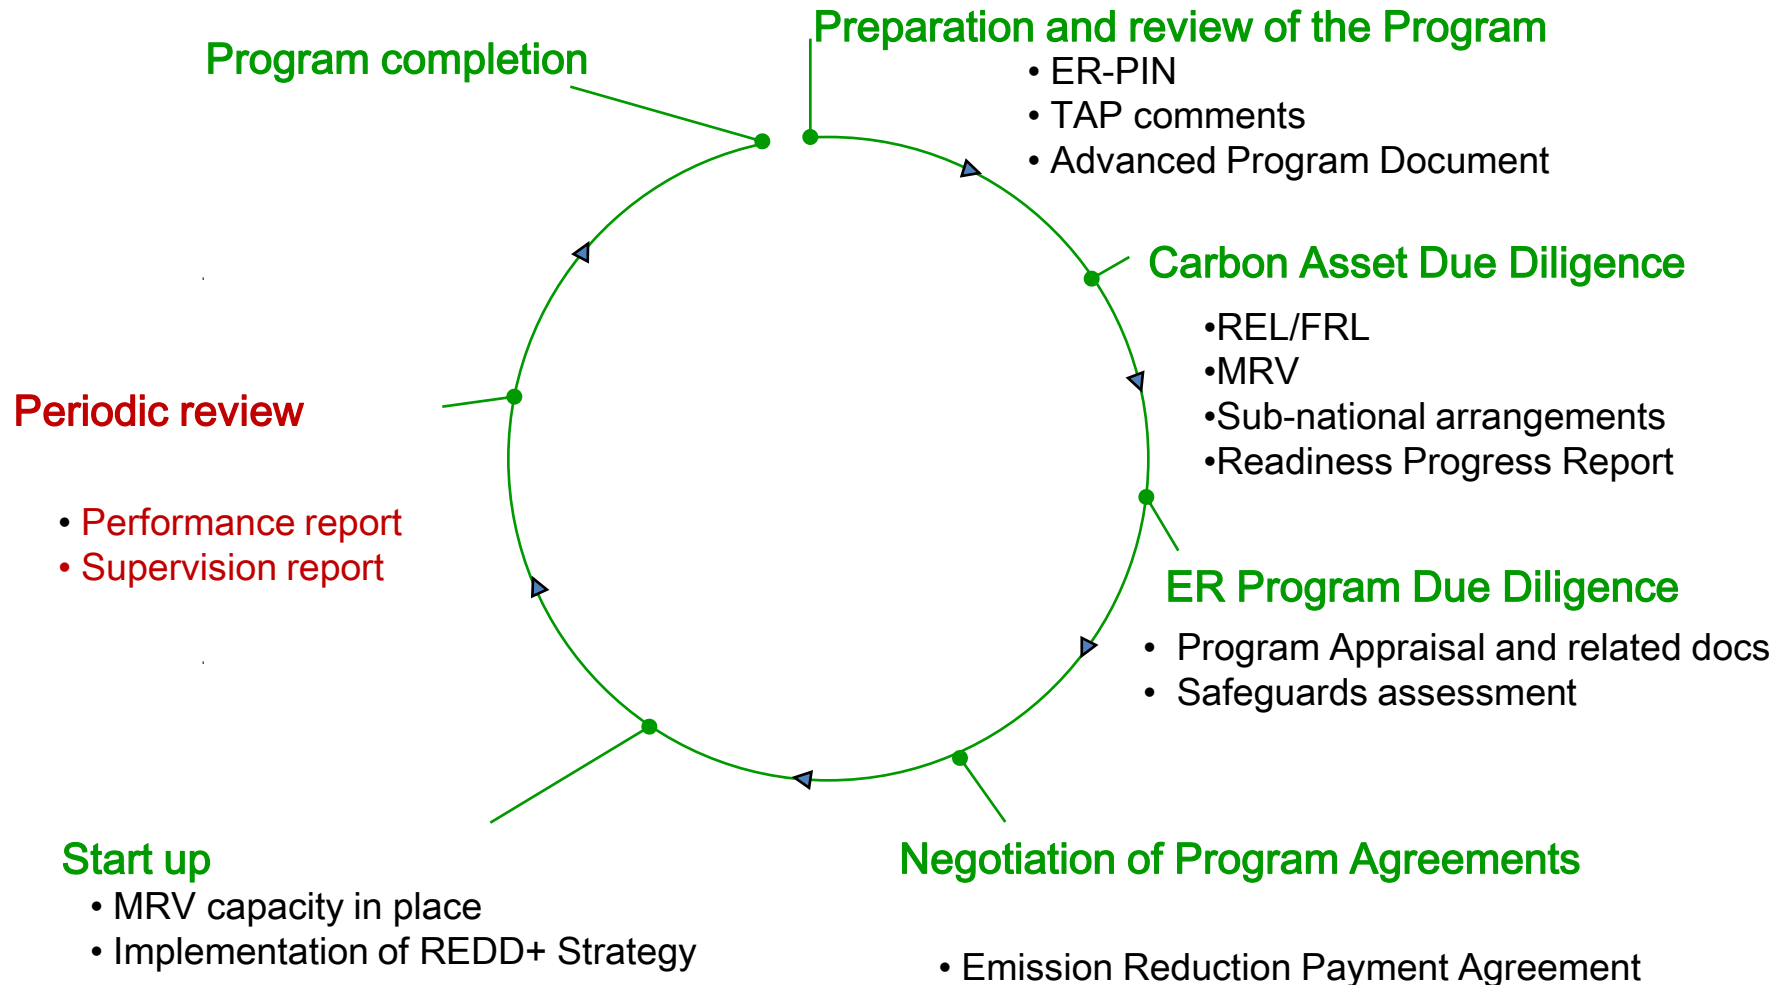 Preparation and review of the Program
• ER-PIN
• TAP comments
• Advanced Program Document
Carbon Asset Due Diligence
•REL/FRL
•MRV
•Sub-national arrangements
•Readiness Progress Report
ER Program Due Diligence
• Program Appraisal and related docs
• Safeguards assessment
Negotiation of Program Agreements
• Emission Reduction Payment Agreement
Start up
• MRV capacity in place
• Implementation of REDD+ Strategy
Periodic review
• Performance report
• Supervision report
Program completion